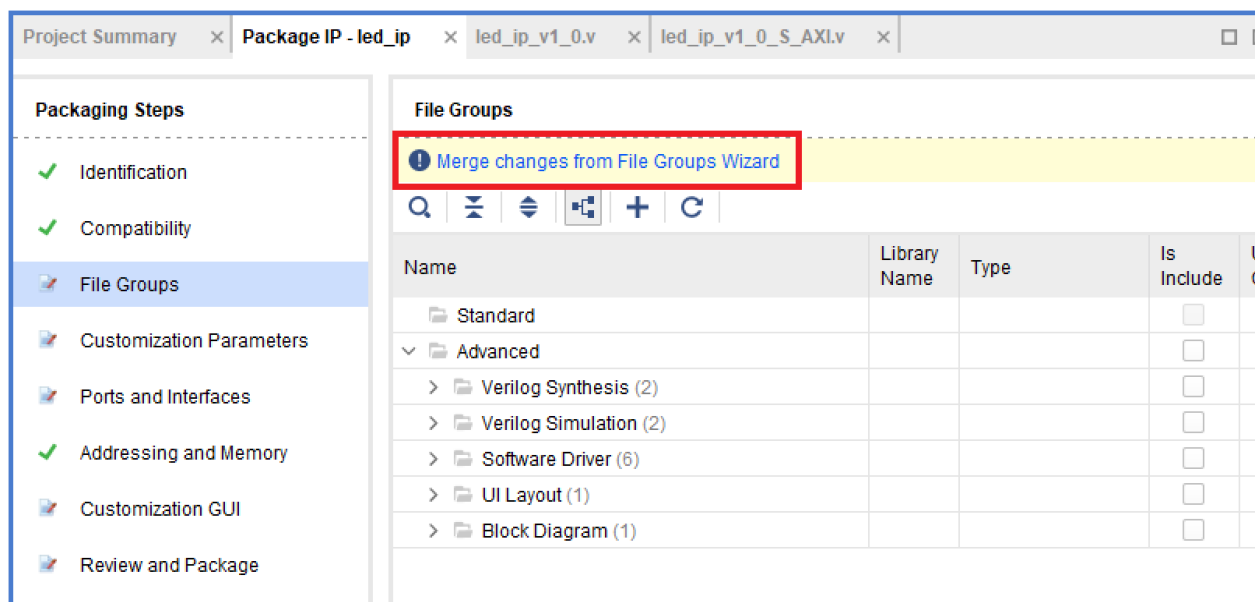 Project Summary
Package IP - led_ip
led_ip_v1_0.v
led_ip_v1_0_S_AXI.v
Packaging Steps
Identification
Compatibility
File Groups
Customization Parameters
Ports and Interfaces
Addressing and Memory
Customization GUI
Review and Package
File Groups
Merge changes from File Groups Wizard
Name
Library Name
Type
Is Include
Standard
Advanced
Verilog Synthesis (2)
Verilog Simulation (2)
Software Driver (6)
UI Layout (1)
Block Diagram (1)